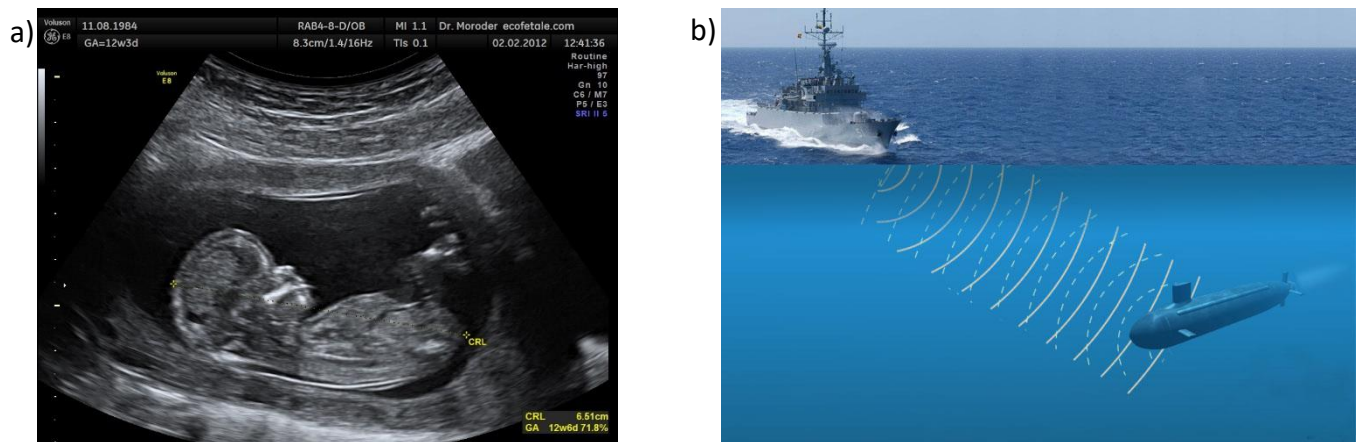 a)
Voluson
E8
11.08.1984
RAB4-8-D/OB
MI 1.1
Dr. Moroder ecofetale.com
GA=12w3d
8.3cm/1.4/16Hz
TIs 0.1
02.02.2012
12:41:36
Voluson
E8
Routine
Har-high
97
Gn 10
C6 / M7
P5 / E3
SRI II 5
CRL
CRL 6.51cm
GA 12w6d 71.8%
b)